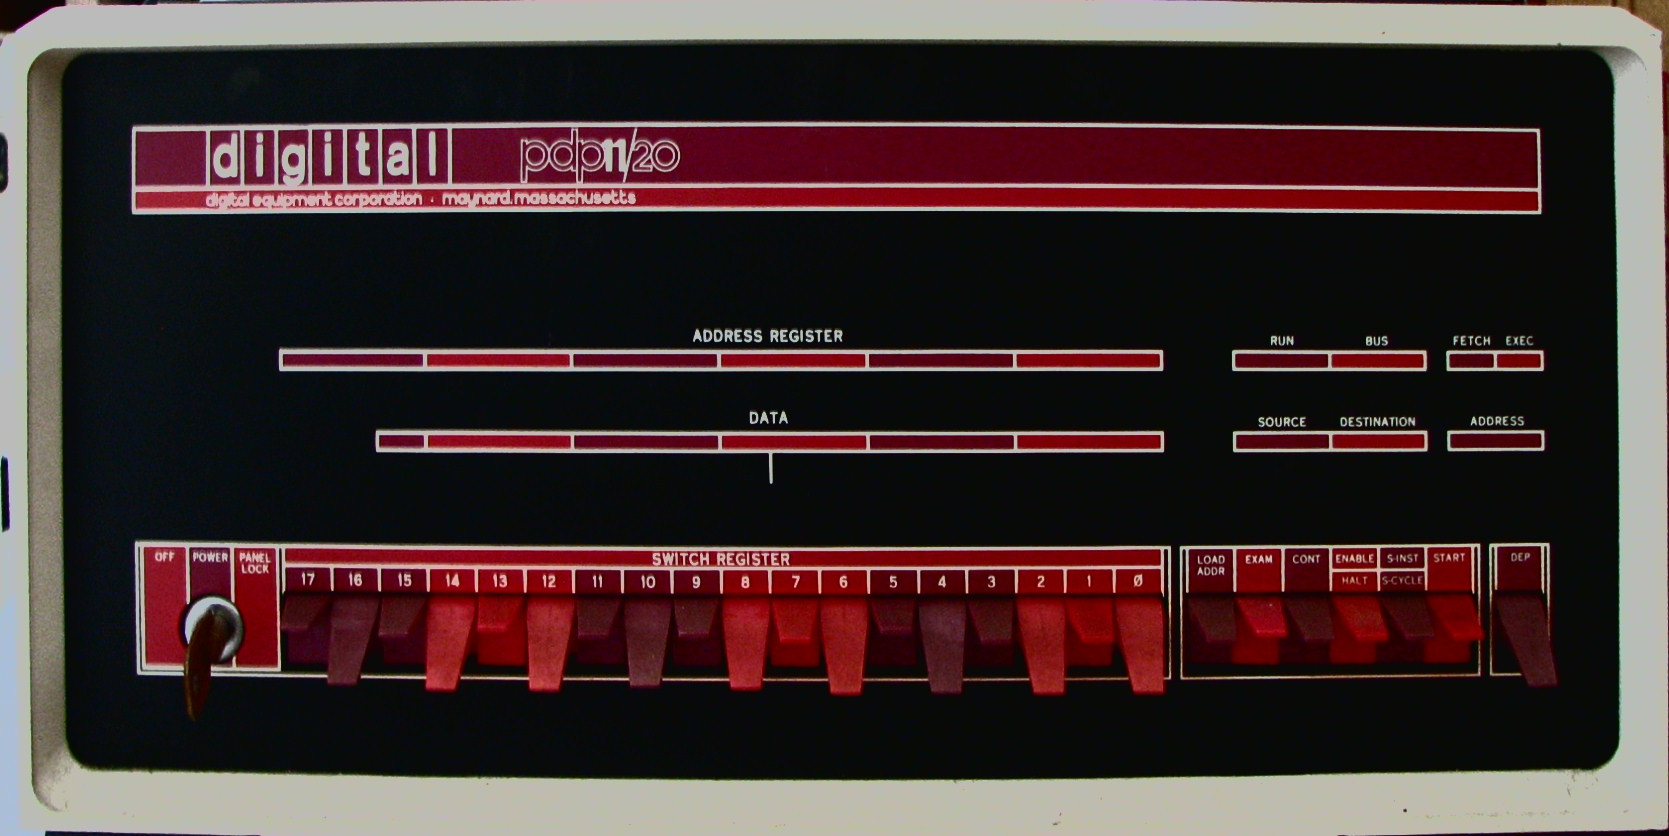 digital pdp11/20
digital equipment corporation · maynard, massachusetts
ADDRESS REGISTER
RUN BUS FETCH EXEC
DATA
SOURCE DESTINATION ADDRESS
OFF POWER PANEL LOCK
SWITCH REGISTER
17 16 15 14 13 12 11 10 9 8 7 6 5 4 3 2 1 Ø
LOAD ADDR EXAM CONT ENABLE S-INST START DEP
HALT S-CYCLE